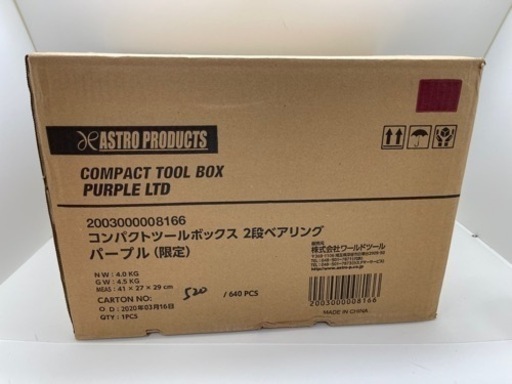 ASTRO PRODUCTS
COMPACT TOOL BOX
PURPLE LTD
2003000008166
コンパクトツールボックス 2段ベアリング
パープル(限定)
N W : 4.0 KG
G W : 4.5 KG
MEAS : 41 × 27 × 29 cm
CARTON NO: 520 / 640 PCS
O D : 2020年03月16日
QTY : 1PCS
株式会社ワールドツール
2003000008166
MADE IN CHINA